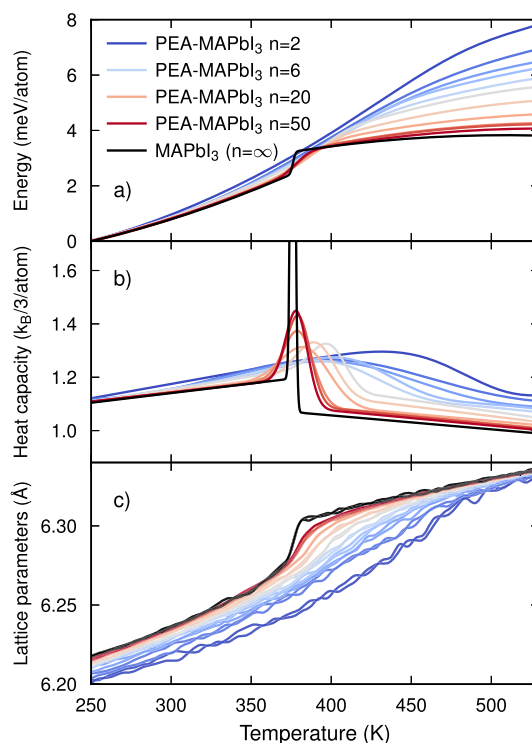 Energy (meV/atom)
8
6
4
2
0
PEA-MAPbI₃ n=2
PEA-MAPbI₃ n=6
PEA-MAPbI₃ n=20
PEA-MAPbI₃ n=50
MAPbI₃ (n=∞)
a)
Heat capacity (k_B/3/atom)
1.6
1.4
1.2
1.0
b)
Lattice parameters (Å)
6.30
6.25
6.20
c)
250 300 350 400 450 500
Temperature (K)